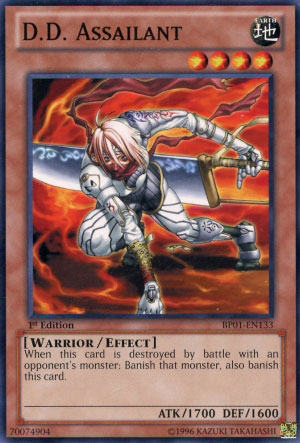 D.D. Assailant
EARTH
地
1st Edition
BP01-EN133
[Warrior / Effect]
When this card is destroyed by battle with an
opponent's monster: Banish that monster, also banish
this card.
ATK/1700 DEF/1600
70074904
©1996 KAZUKI TAKAHASHI